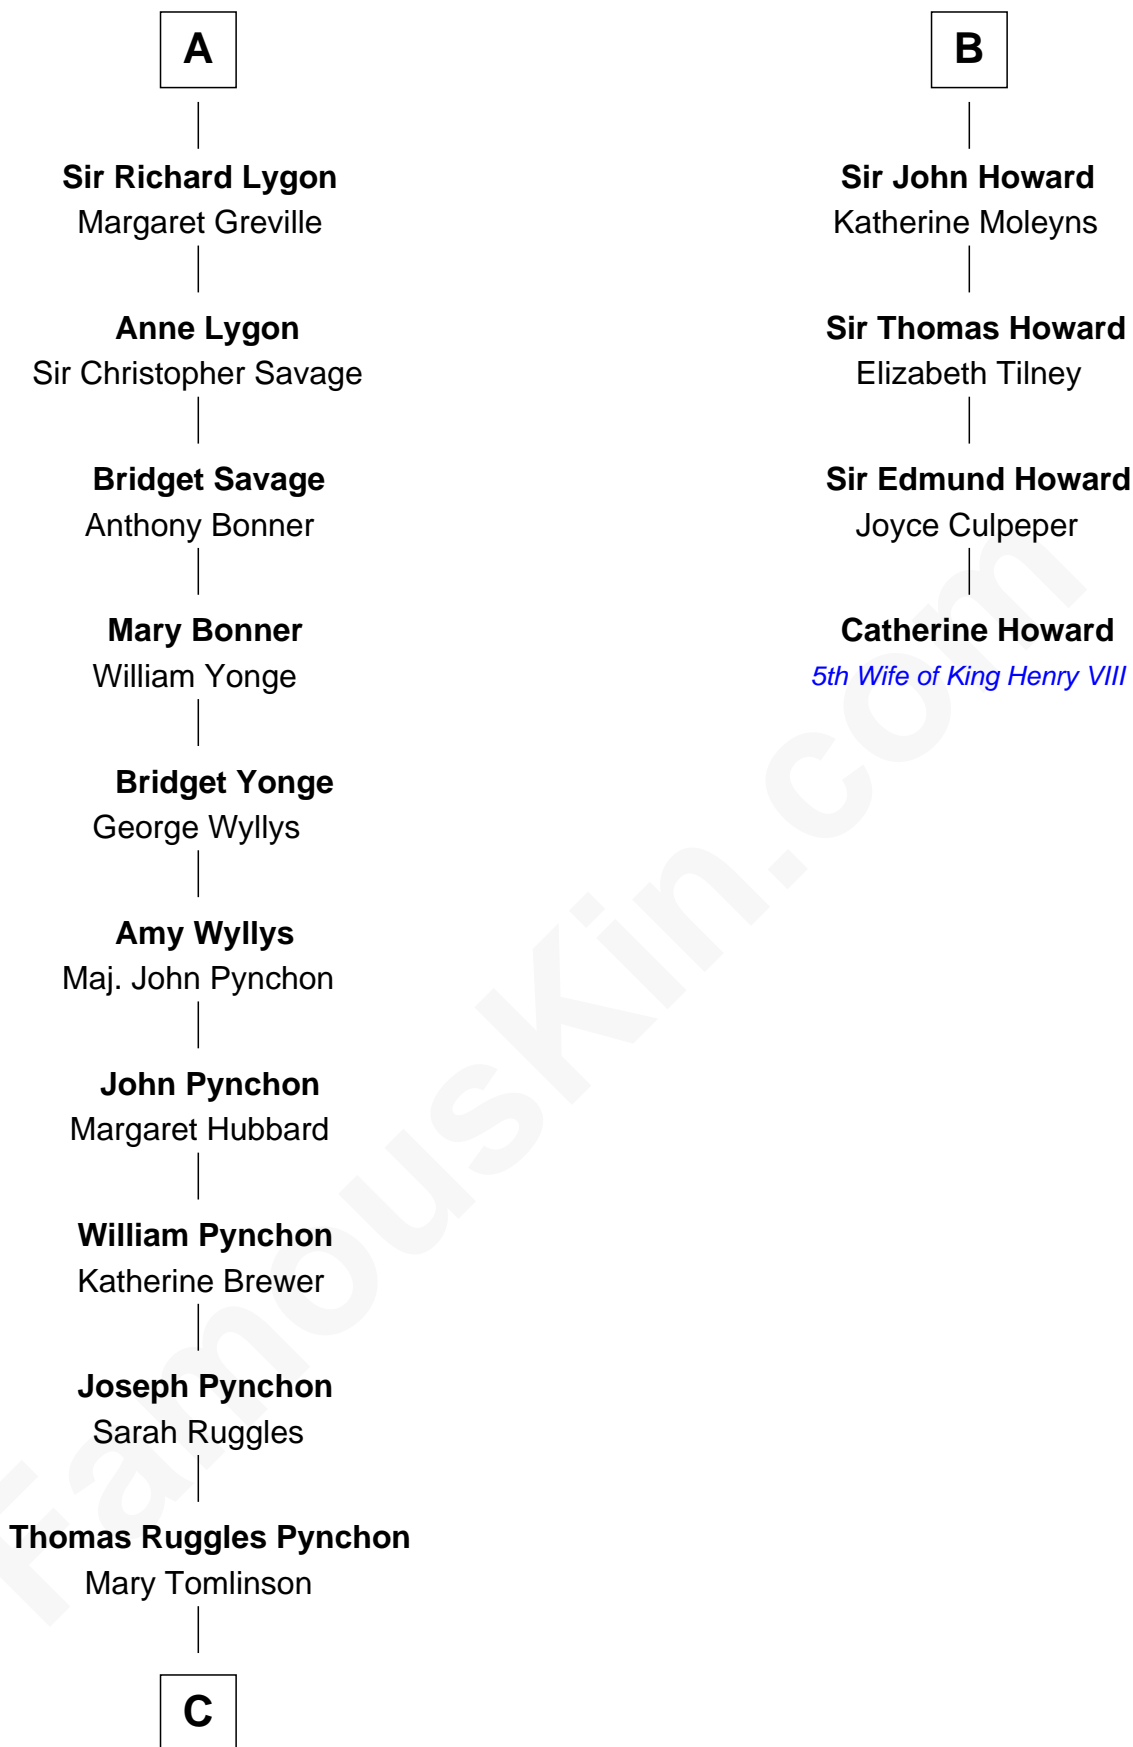 A
Sir Richard Lygon
Margaret Greville
Anne Lygon
Sir Christopher Savage
Bridget Savage
Anthony Bonner
Mary Bonner
William Yonge
Bridget Yonge
George Wyllys
Amy Wyllys
Maj. John Pynchon
John Pynchon
Margaret Hubbard
William Pynchon
Katherine Brewer
Joseph Pynchon
Sarah Ruggles
Thomas Ruggles Pynchon
Mary Tomlinson
C
B
Sir John Howard
Katherine Moleyns
Sir Thomas Howard
Elizabeth Tilney
Sir Edmund Howard
Joyce Culpeper
Catherine Howard
5th Wife of King Henry VIII
FamousKin.com